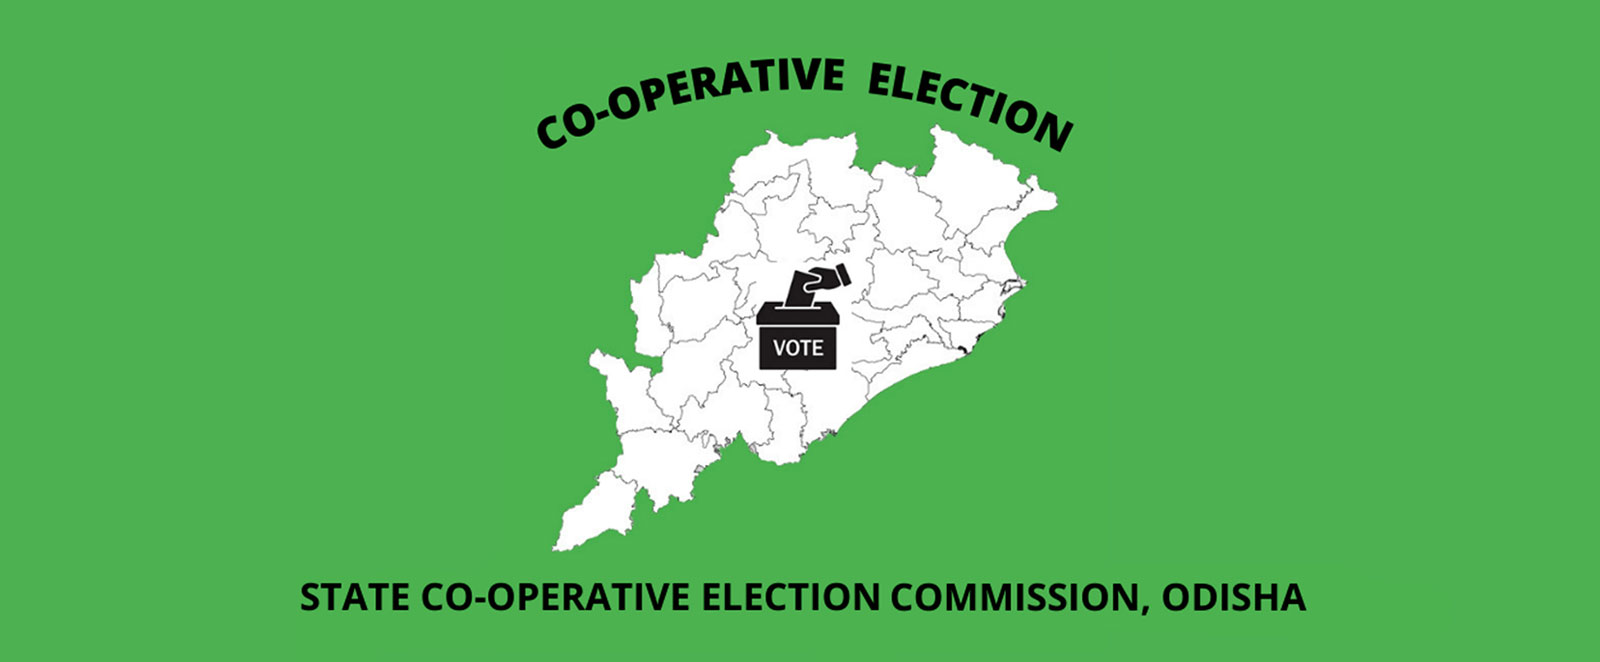 CO-OPERATIVE ELECTION
VOTE
STATE CO-OPERATIVE ELECTION COMMISSION, ODISHA